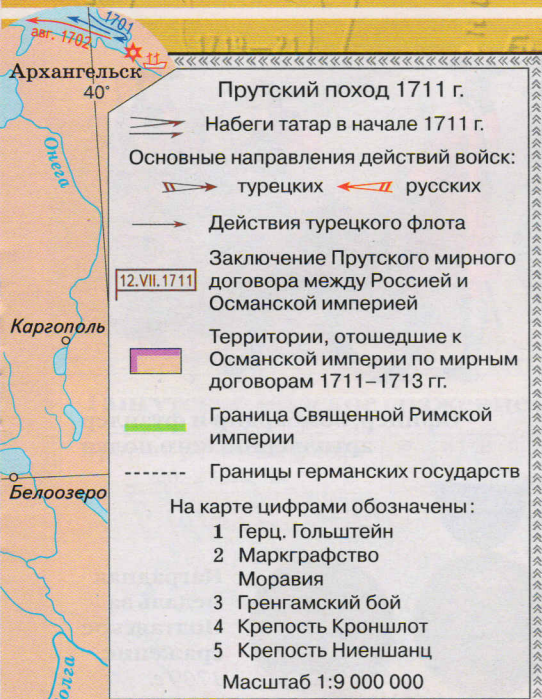 1701
авг. 1702
Архангельск
40°
Онега
Каргополь
Белоозеро
олга
Прутский поход 1711 г.
Набеги татар в начале 1711 г.
Основные направления действий войск:
турецких русских
Действия турецкого флота
12.VII.1711
Заключение Прутского мирного
договора между Россией и
Османской империей
Территории, отошедшие к
Османской империи по мирным
договорам 1711–1713 гг.
Граница Священной Римской
империи
Границы германских государств
На карте цифрами обозначены:
1 Герц. Гольштейн
2 Маркграфство
Моравия
3 Гренгамский бой
4 Крепость Кроншлот
5 Крепость Ниеншанц
Масштаб 1:9 000 000